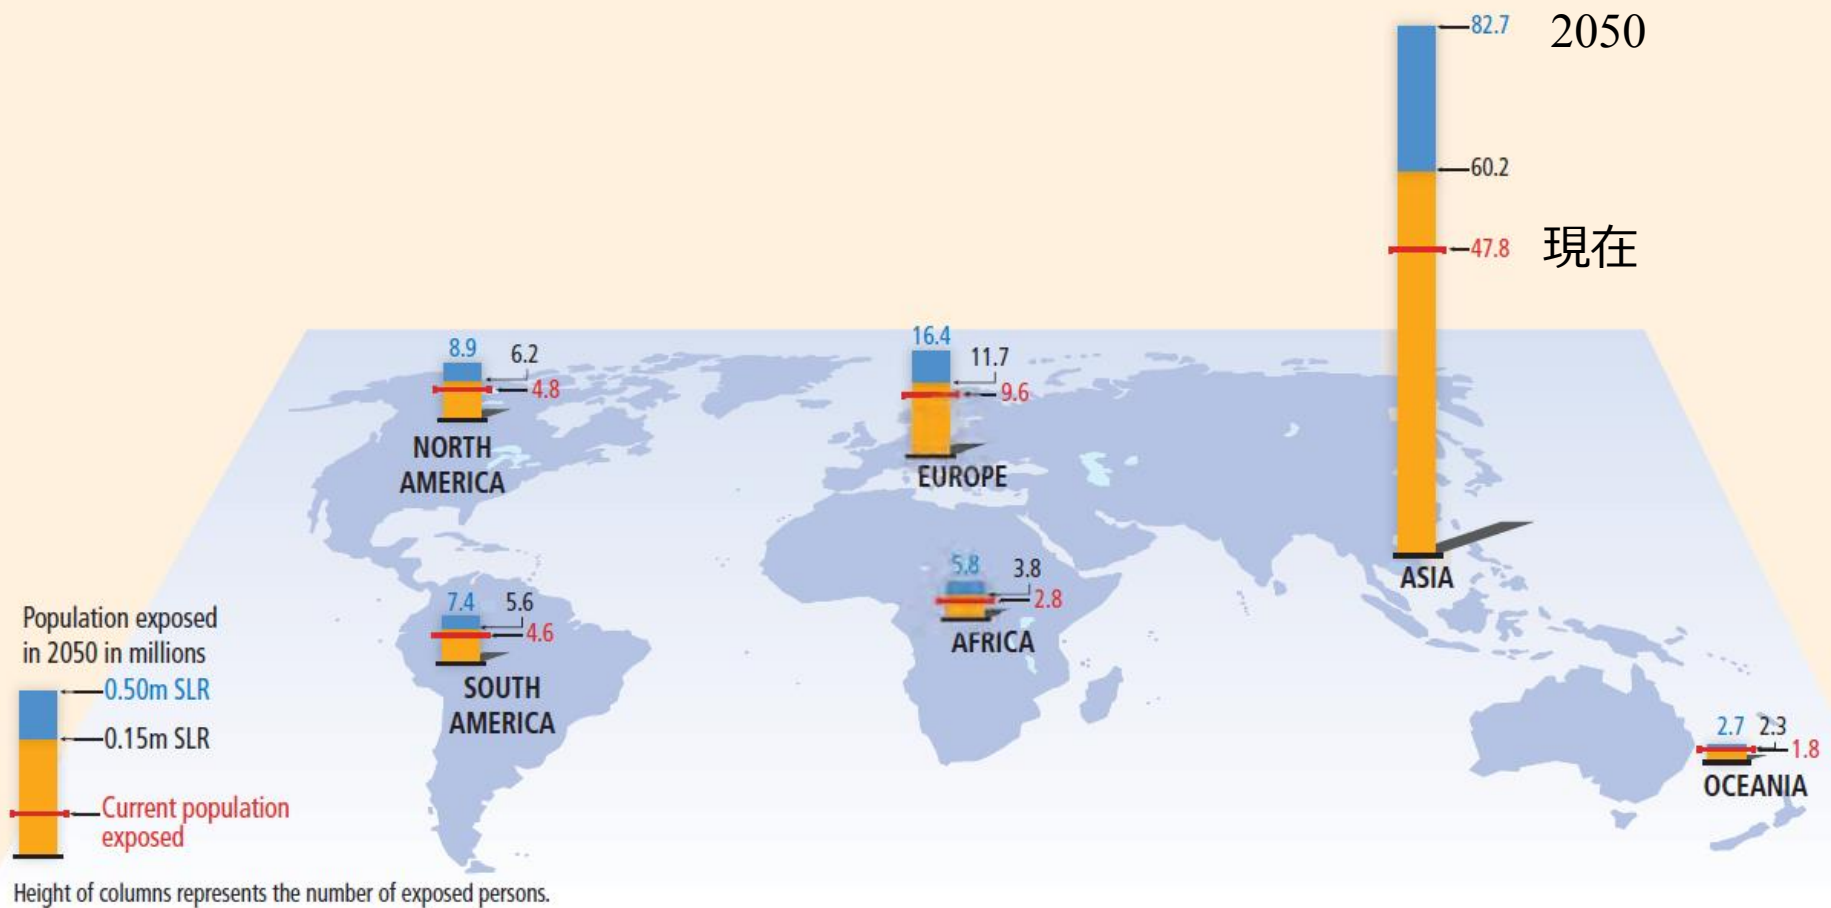 82.7 2050
60.2
47.8 現在
8.9 6.2
4.8
NORTH
AMERICA
16.4
11.7
9.6
EUROPE
ASIA
5.8 3.8
2.8
AFRICA
7.4 5.6
4.6
SOUTH
AMERICA
2.7 2.3
1.8
OCEANIA
Population exposed
in 2050 in millions
0.50m SLR
0.15m SLR
Current population
exposed
Height of columns represents the number of exposed persons.